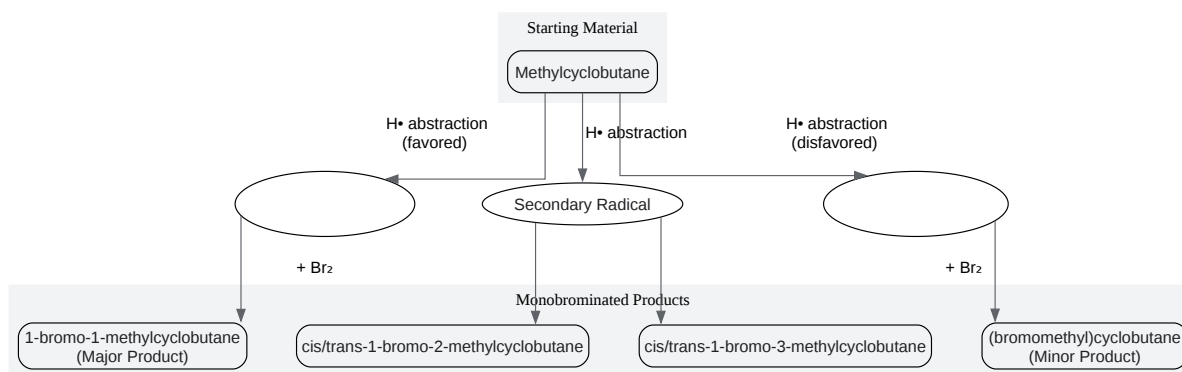 Starting Material
Methylcyclobutane
H• abstraction
(favored)
H• abstraction
H• abstraction
(disfavored)
Secondary Radical
+ Br₂
+ Br₂
Monobrominated Products
1-bromo-1-methylcyclobutane
(Major Product)
cis/trans-1-bromo-2-methylcyclobutane
cis/trans-1-bromo-3-methylcyclobutane
(bromomethyl)cyclobutane
(Minor Product)